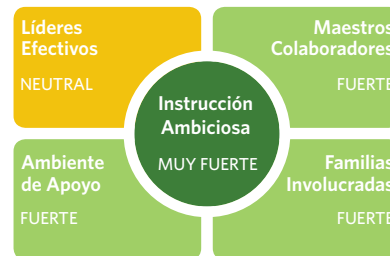 Líderes
Efectivos
NEUTRAL
Maestros
Colaboradores
FUERTE
Instrucción
Ambiciosa
MUY FUERTE
Ambiente
de Apoyo
FUERTE
Familias
Involucradas
FUERTE